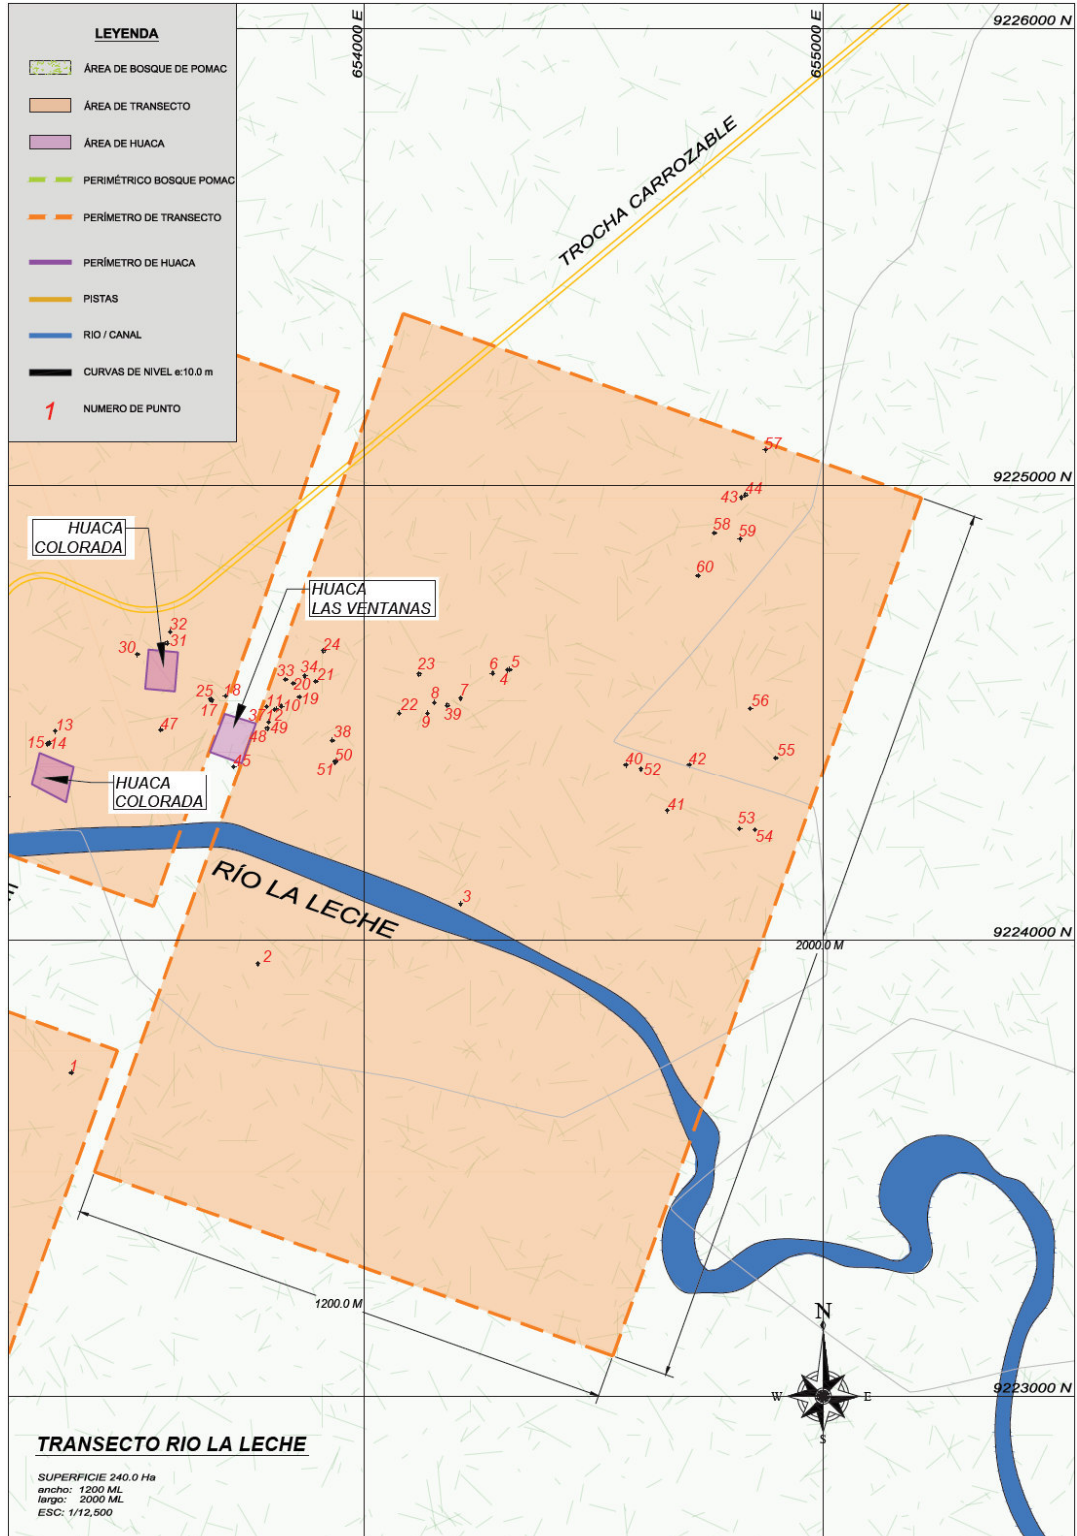 LEYENDA
ÁREA DE BOSQUE DE POMAC
ÁREA DE TRANSECTO
ÁREA DE HUACA
PERIMÉTRICO BOSQUE POMAC
PERÍMETRO DE TRANSECTO
PERÍMETRO DE HUACA
PISTAS
RIO / CANAL
CURVAS DE NIVEL e:10.0 m
1 NUMERO DE PUNTO
654000 E
655000 E
9226000 N
TROCHA CARROZABLE
57
9225000 N
44
43
58
59
60
HUACA
COLORADA
HUACA
LAS VENTANAS
32
31
30
24
23
6
5
4
33
34
20
21
19
25
18
17
7
8
39
22
9
56
11
10
37
12
49
48
13
47
15
14
38
50
51
45
40
52
42
55
HUACA
COLORADA
41
53
54
RÍO LA LECHE
E
3
9224000 N
2000.0 M
2
1
1200.0 M
N
W
E
S
9223000 N
TRANSECTO RIO LA LECHE
SUPERFICIE 240.0 Ha
ancho: 1200 ML
largo: 2000 ML
ESC: 1/12,500